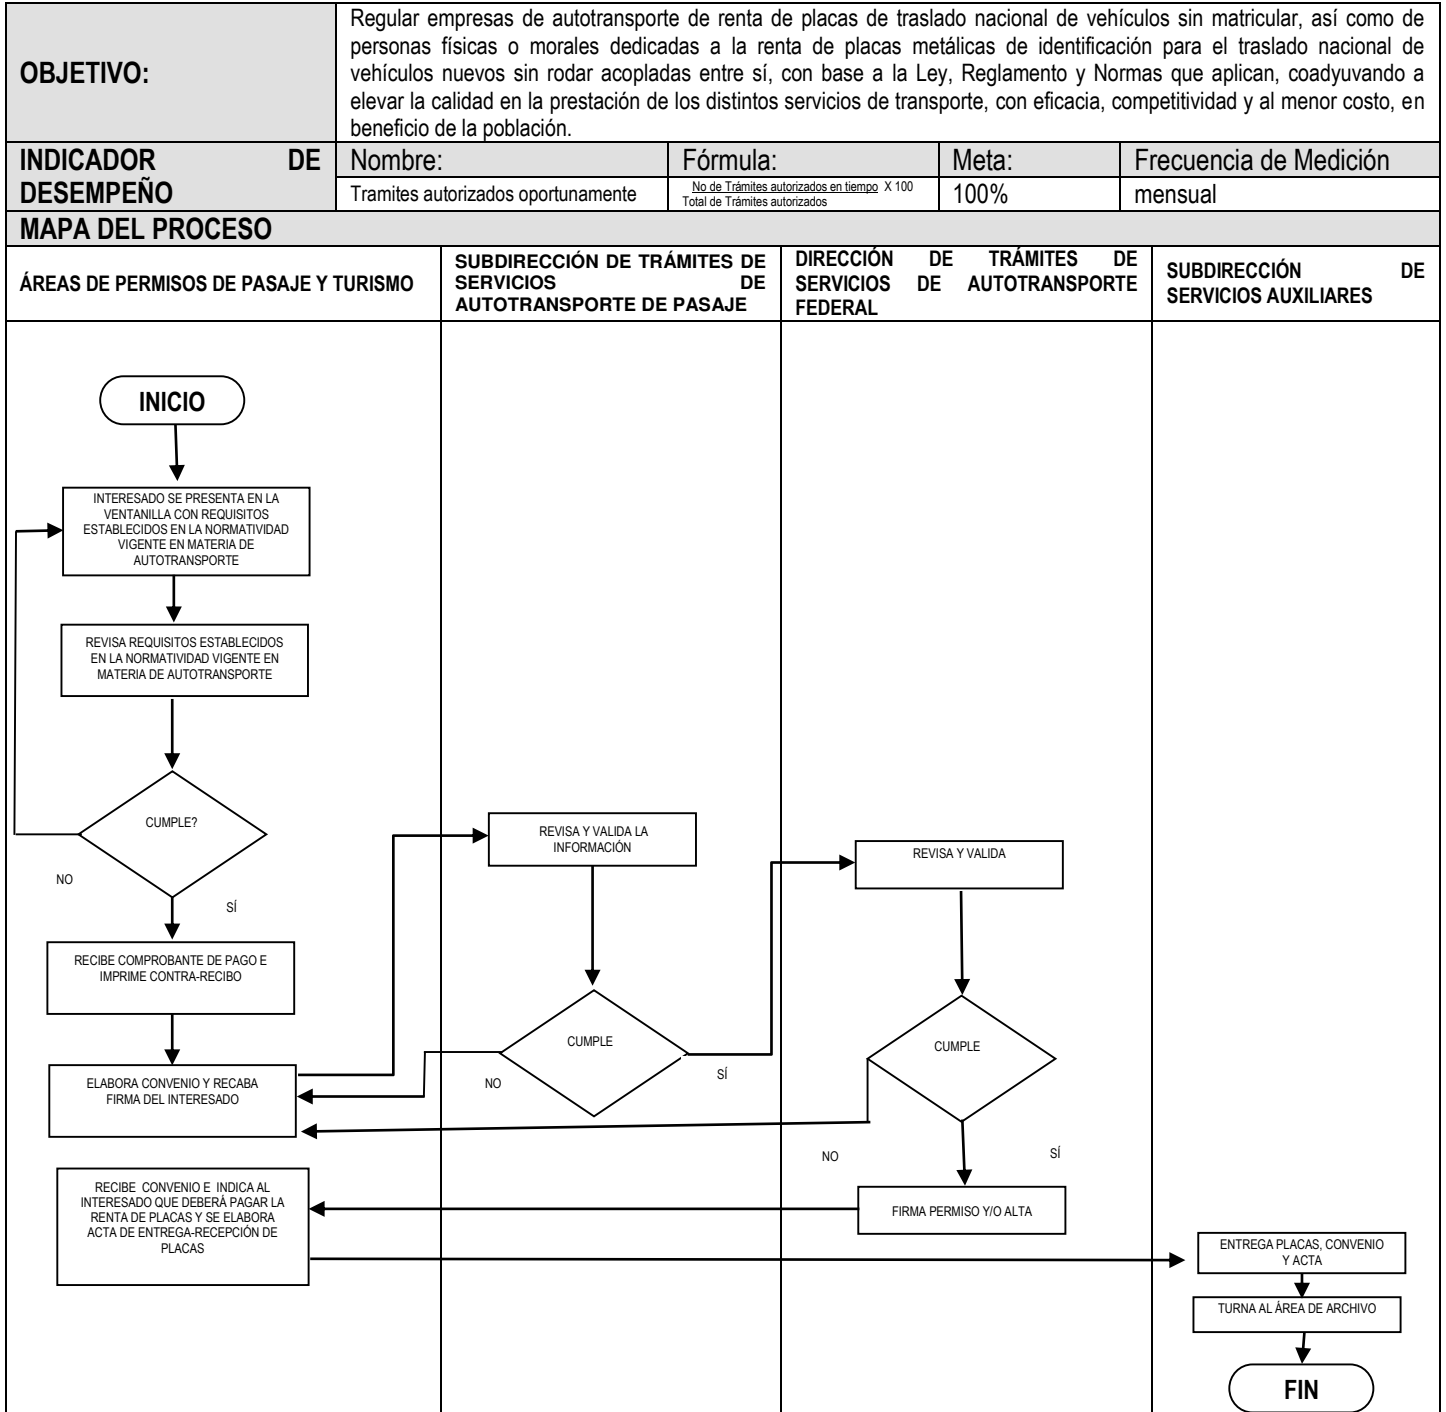 OBJETIVO:
Regular empresas de autotransporte de renta de placas de traslado nacional de vehículos sin matricular, así como de
personas físicas o morales dedicadas a la renta de placas metálicas de identificación para el traslado nacional de
vehículos nuevos sin rodar acopladas entre sí, con base a la Ley, Reglamento y Normas que aplican, coadyuvando a
elevar la calidad en la prestación de los distintos servicios de transporte, con eficacia, competitividad y al menor costo, en
beneficio de la población.
INDICADOR DE
DESEMPEÑO
Nombre:
Fórmula:
Meta:
Frecuencia de Medición
Tramites autorizados oportunamente
No de Trámites autorizados en tiempo X 100
Total de Trámites autorizados
100%
mensual
MAPA DEL PROCESO
ÁREAS DE PERMISOS DE PASAJE Y TURISMO
SUBDIRECCIÓN DE TRÁMITES DE
SERVICIOS DE
AUTOTRANSPORTE DE PASAJE
DIRECCIÓN DE TRÁMITES DE
SERVICIOS DE AUTOTRANSPORTE
FEDERAL
SUBDIRECCIÓN DE
SERVICIOS AUXILIARES
INICIO
INTERESADO SE PRESENTA EN LA
VENTANILLA CON REQUISITOS
ESTABLECIDOS EN LA NORMATIVIDAD
VIGENTE EN MATERIA DE
AUTOTRANSPORTE
REVISA REQUISITOS ESTABLECIDOS
EN LA NORMATIVIDAD VIGENTE EN
MATERIA DE AUTOTRANSPORTE
CUMPLE?
NO
SÍ
RECIBE COMPROBANTE DE PAGO E
IMPRIME CONTRA-RECIBO
ELABORA CONVENIO Y RECABA
FIRMA DEL INTERESADO
REVISA Y VALIDA LA
INFORMACIÓN
CUMPLE
NO
SÍ
REVISA Y VALIDA
CUMPLE
NO
SÍ
FIRMA PERMISO Y/O ALTA
RECIBE CONVENIO E INDICA AL
INTERESADO QUE DEBERÁ PAGAR LA
RENTA DE PLACAS Y SE ELABORA
ACTA DE ENTREGA-RECEPCIÓN DE
PLACAS
ENTREGA PLACAS, CONVENIO
Y ACTA
TURNA AL ÁREA DE ARCHIVO
FIN